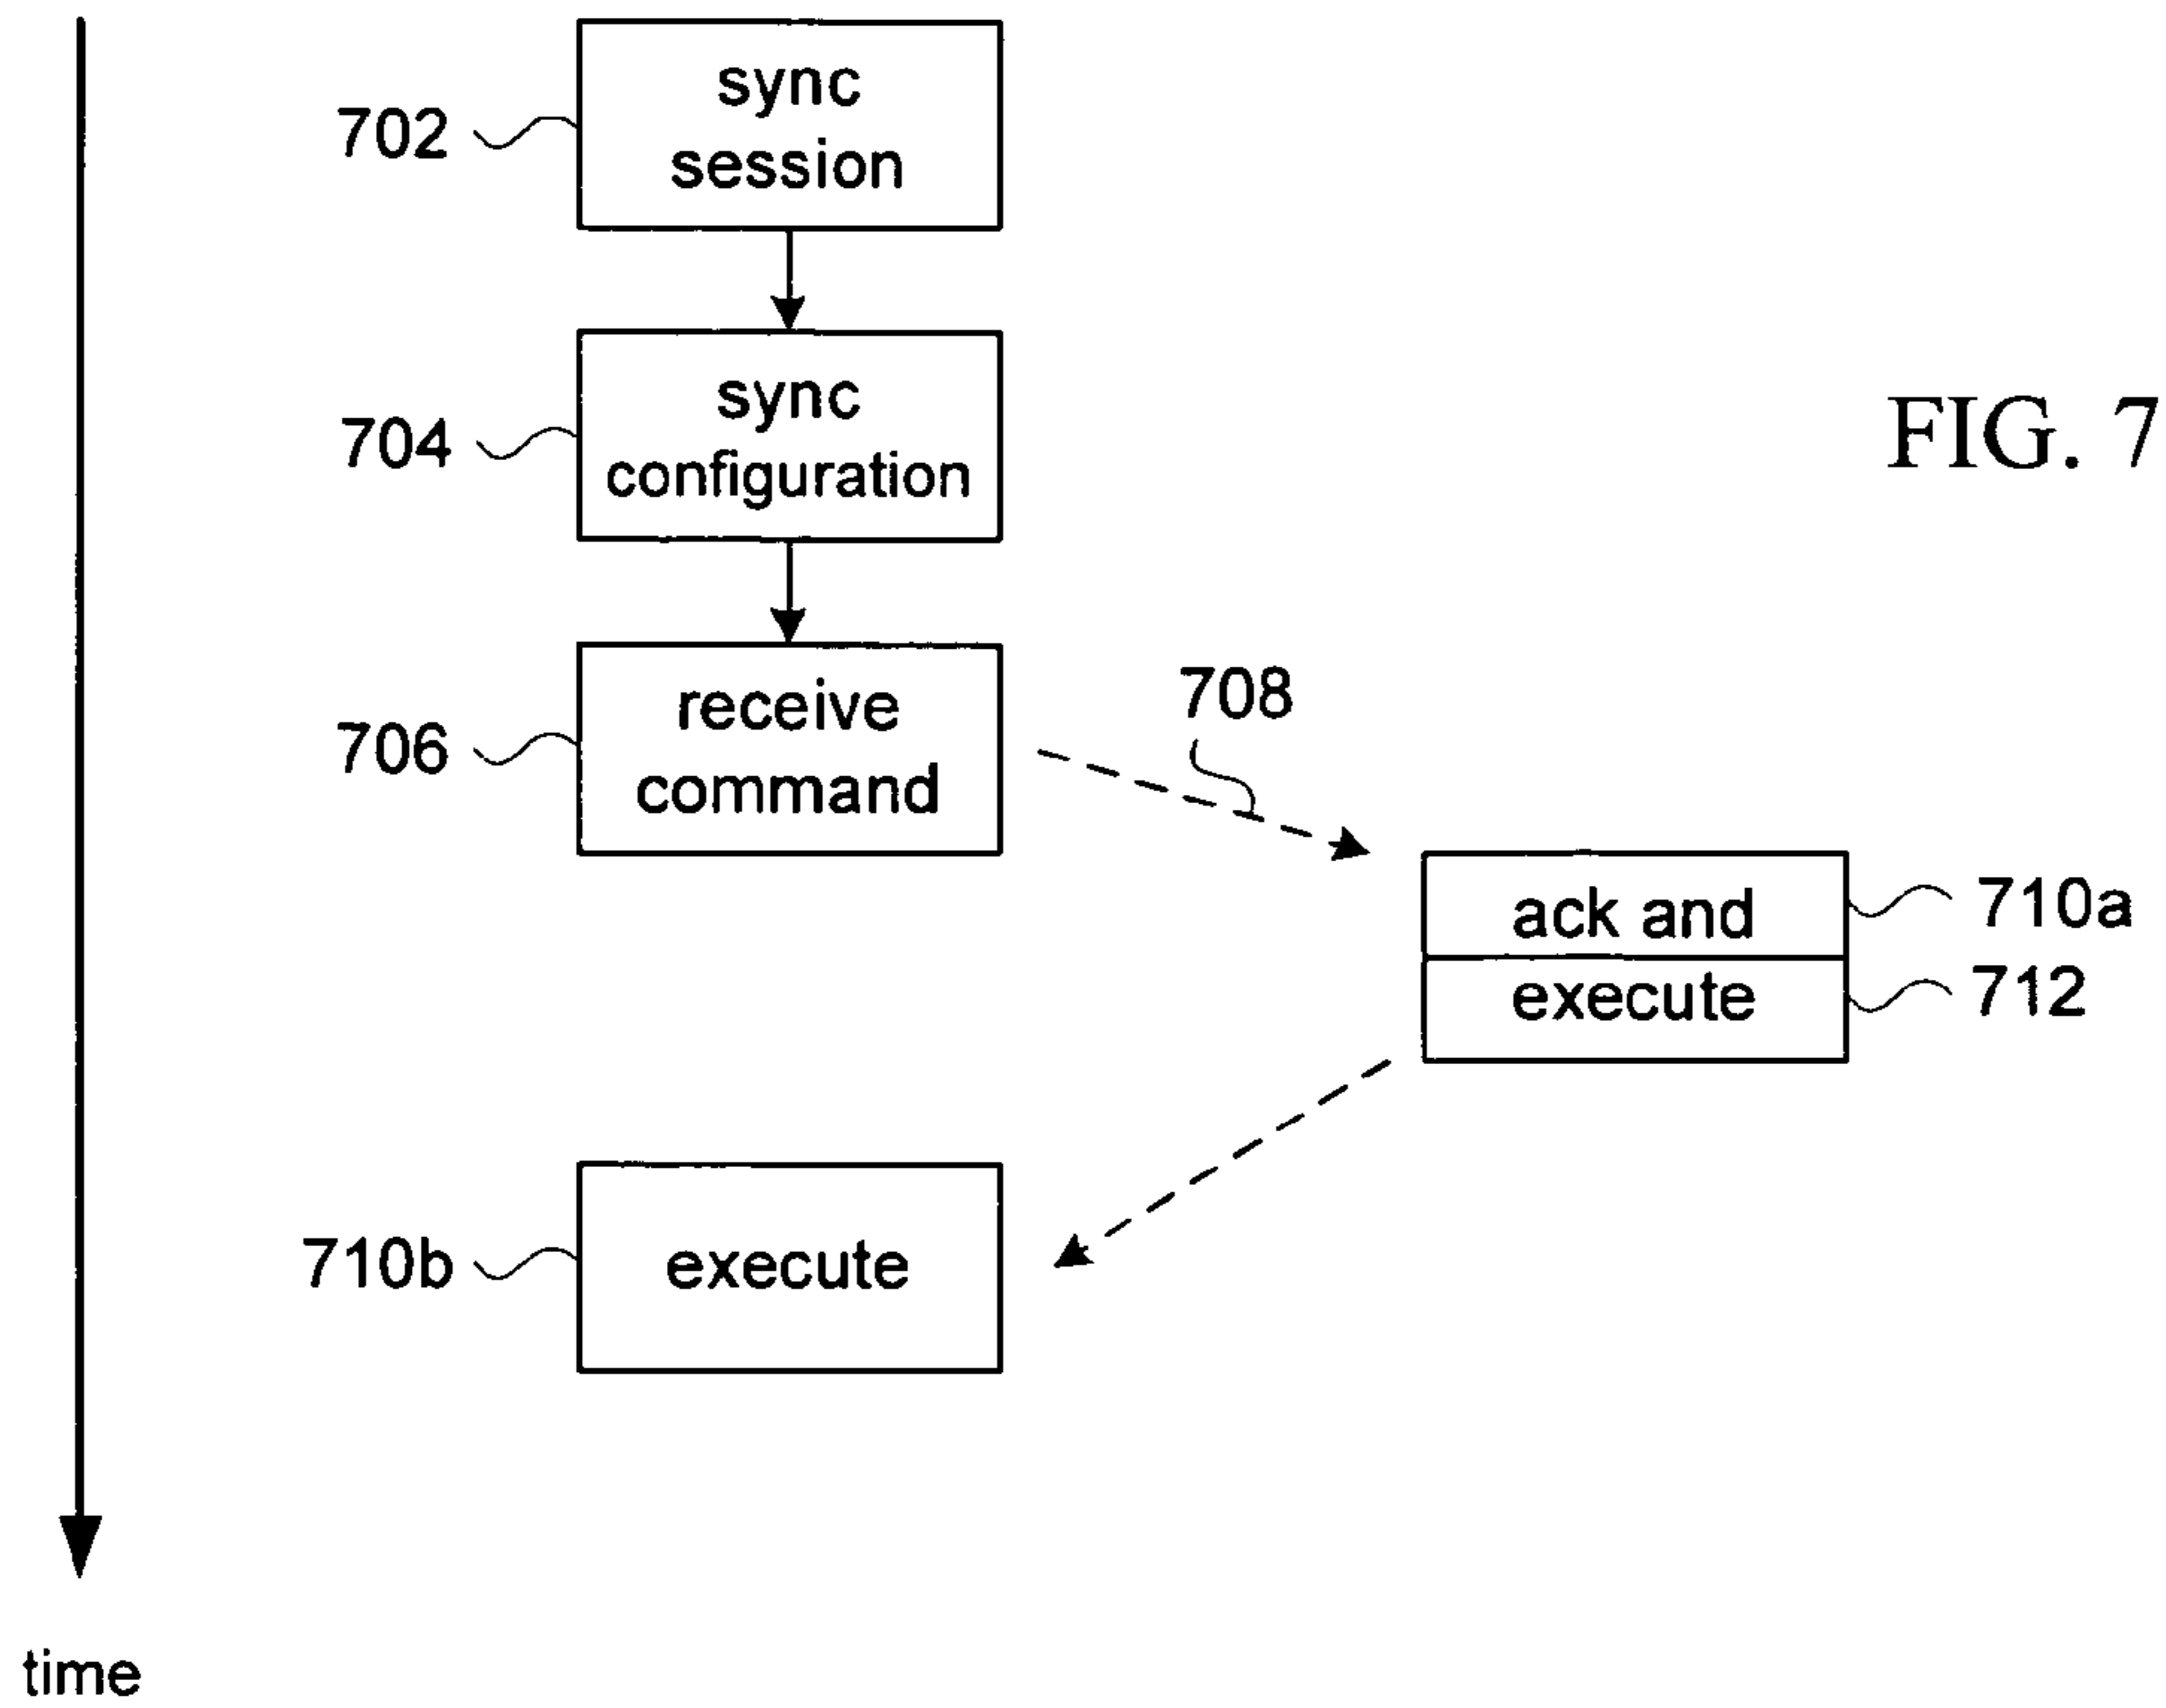 sync
702
session
sync
704
configuration
FIG. 7
receive
706
command
708
ack and
710a
execute
712
710b
execute
time